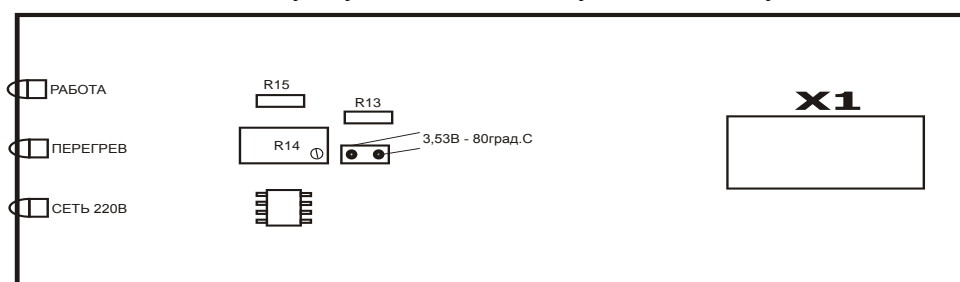 РАБОТА
R15
R13
X1
3,53В - 80град.С
R14
ПЕРЕГРЕВ
СЕТЬ 220В